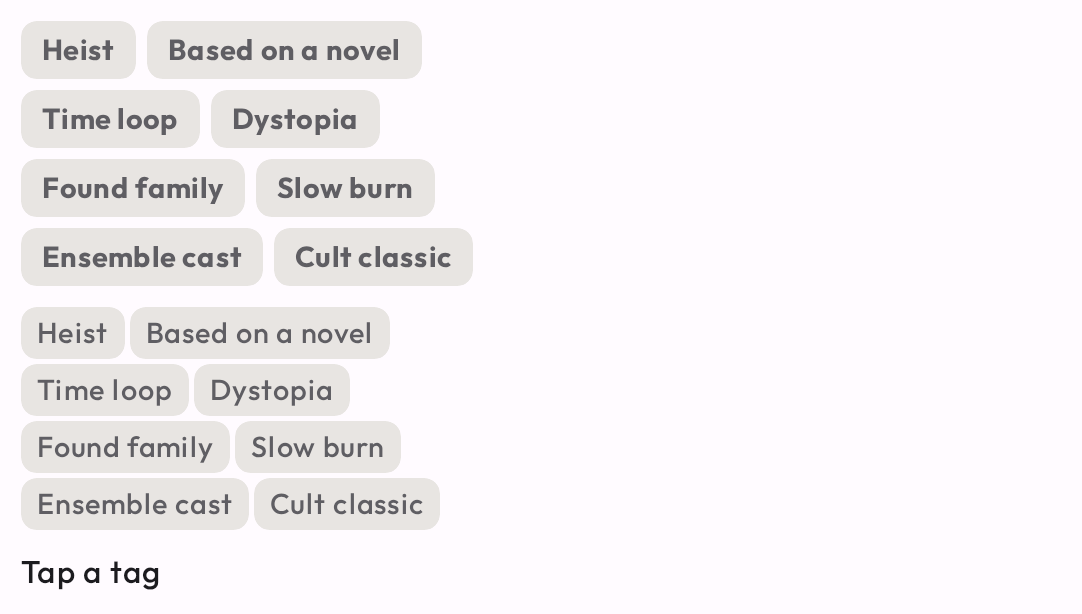 Heist Based on a novel
Time loop Dystopia
Found family Slow burn
Ensemble cast Cult classic
Heist Based on a novel
Time loop Dystopia
Found family Slow burn
Ensemble cast Cult classic
Tap a tag